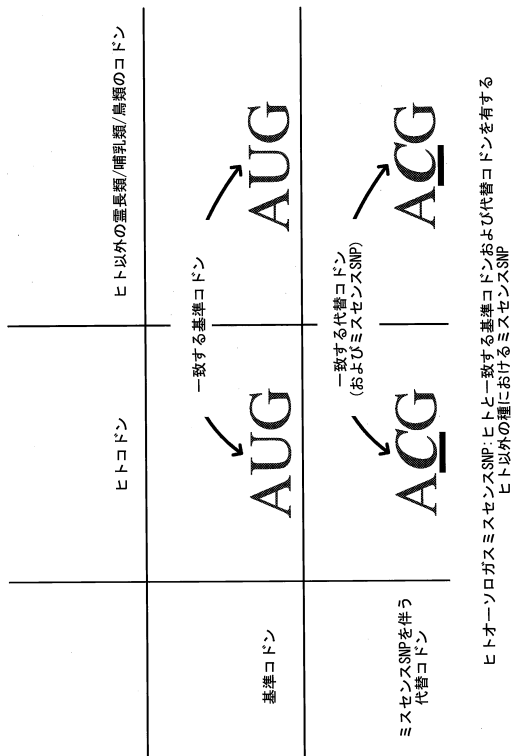 ヒトコドン
ヒト以外の霊長類/哺乳類/鳥類のコドン
基準コドン
AUG
一致する基準コドン
AUG
ミスセンスSNPを伴う
代替コドン
ACG
一致する代替コドン
(およびミスセンスSNP)
ACG
ヒトオーソロガスミスセンスSNP:ヒトと一致する基準コドンおよび代替コドンを有する
ヒト以外の種におけるミスセンスSNP